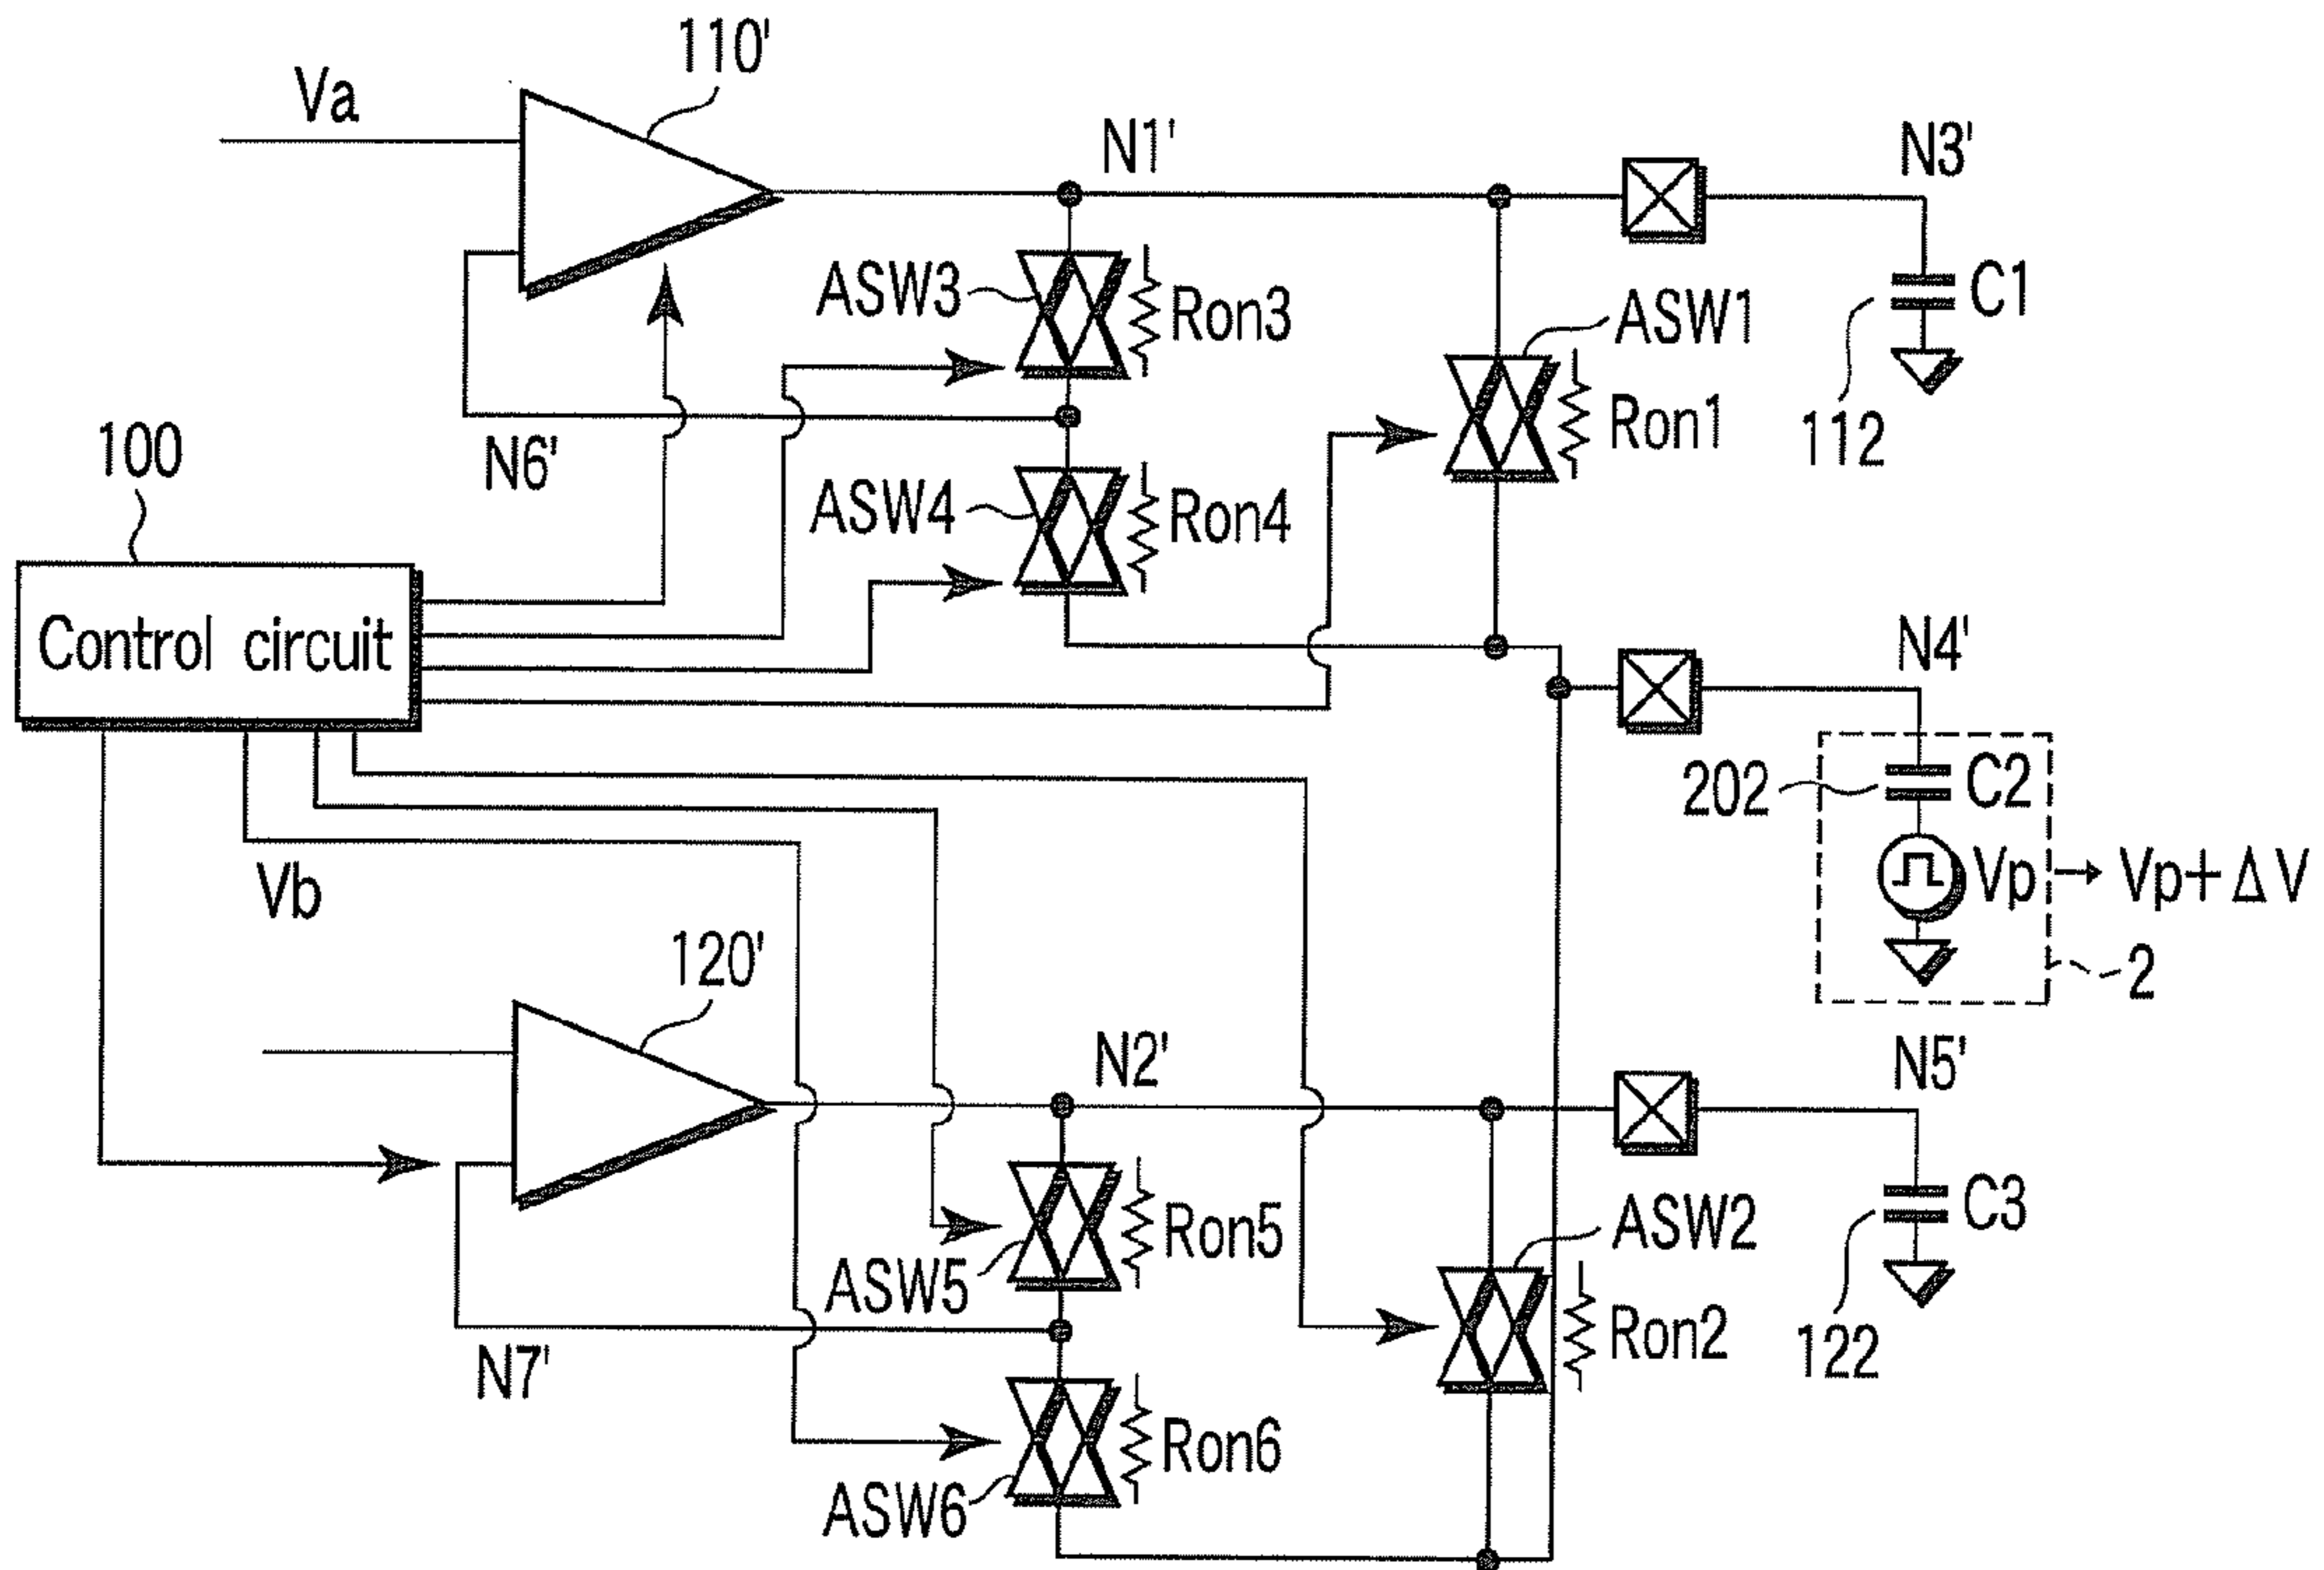 110'
Va
N1'
N3'
ASW3
Ron3
ASW1
C1
100
N6'
Ron1
112
ASW4
Ron4
Control circuit
N4'
202
C2
Vb
Vp
Vp+ΔV
120'
2
N2'
N5'
Ron5
ASW2
C3
ASW5
N7'
Ron2
122
Ron6
ASW6